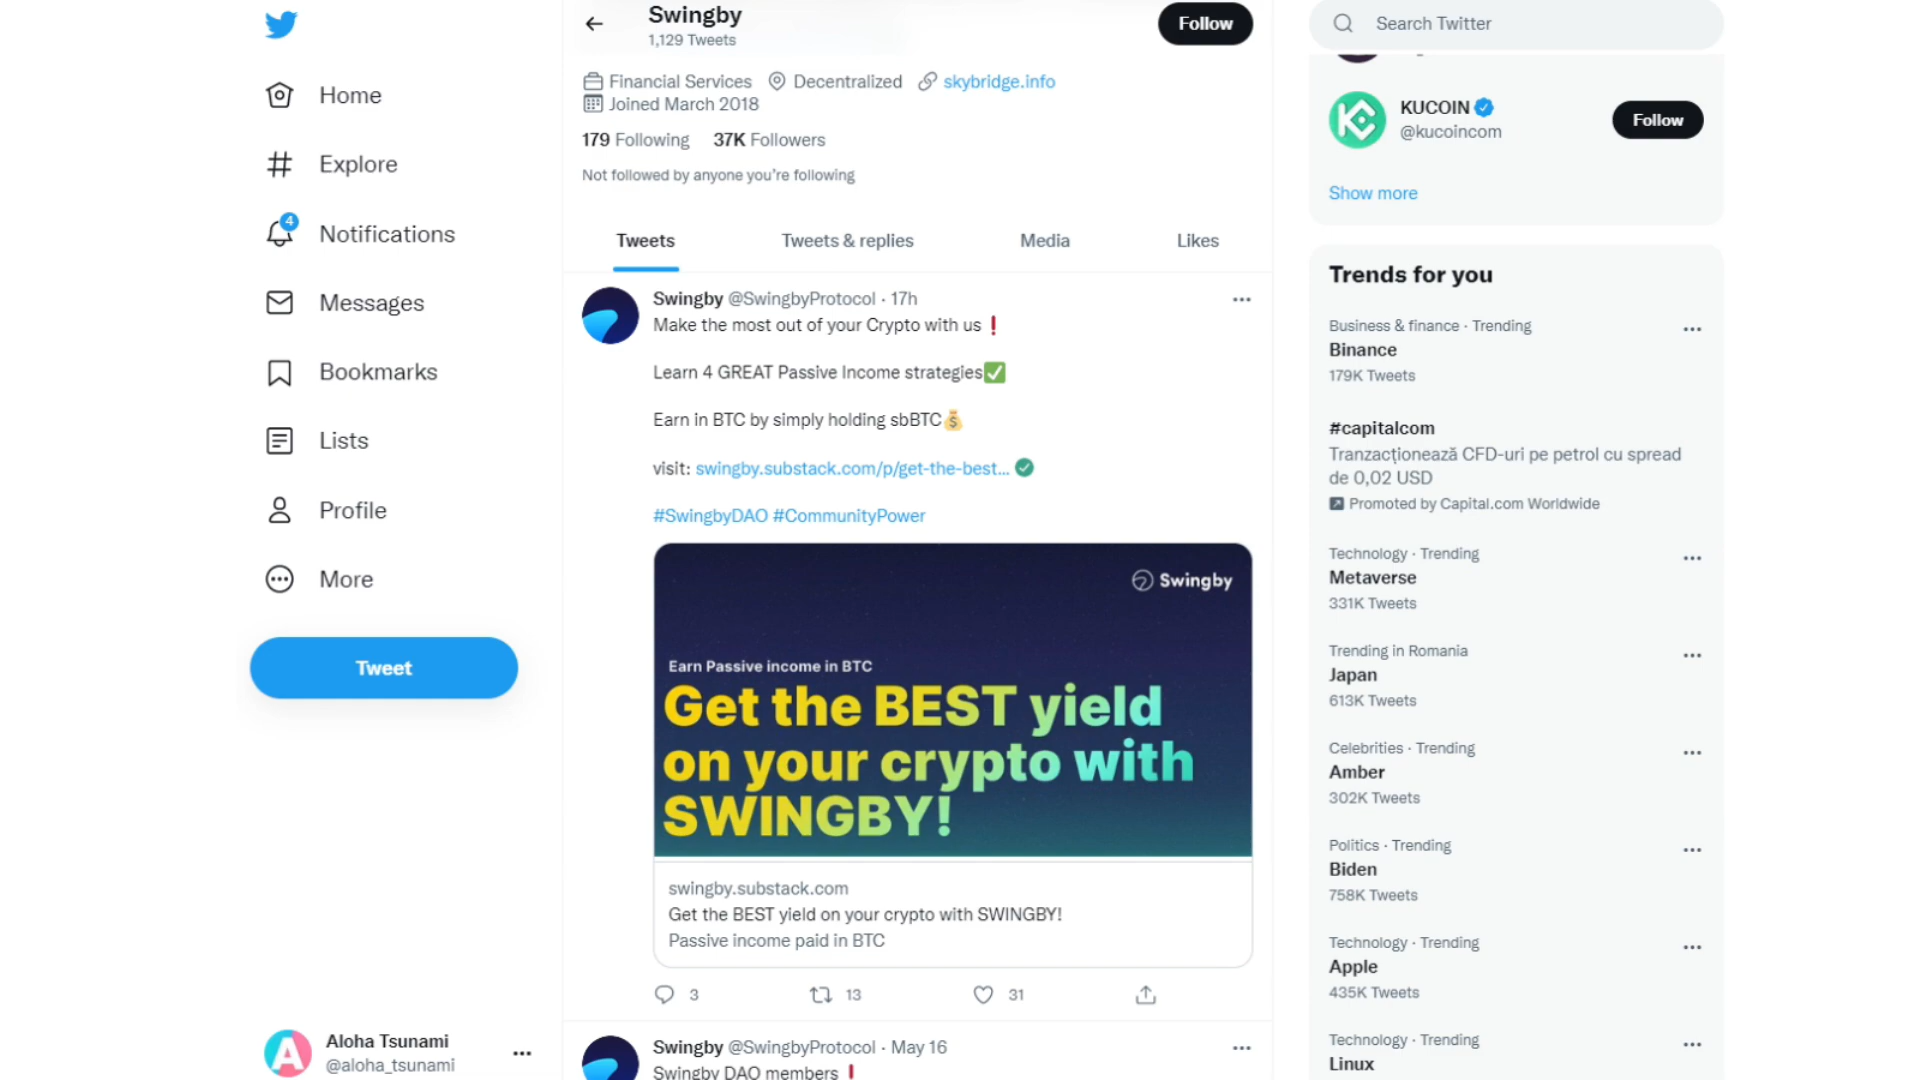 Home
Explore
4
Notifications
Messages
Bookmarks
Lists
Profile
More
Tweet
Aloha Tsunami
@aloha_tsunami
Swingby
1,129 Tweets
Follow
Financial Services Decentralized skybridge.info
Joined March 2018
179 Following 37K Followers
Not followed by anyone you're following
Tweets Tweets & replies Media Likes
Swingby @SwingbyProtocol · 17h
Make the most out of your Crypto with us❗
Learn 4 GREAT Passive Income strategies✅
Earn in BTC by simply holding sbBTC💰
visit: swingby.substack.com/p/get-the-best...
#SwingbyDAO #CommunityPower
Swingby
Earn Passive income in BTC
Get the BEST yield
on your crypto with
SWINGBY!
swingby.substack.com
Get the BEST yield on your crypto with SWINGBY!
Passive income paid in BTC
3 13 31
Swingby @SwingbyProtocol · May 16
Swingby DAO members❗
Search Twitter
KUCOIN
@kucoincom
Follow
Show more
Trends for you
Business & finance · Trending
Binance
179K Tweets
#capitalcom
Tranzacționează CFD-uri pe petrol cu spread
de 0,02 USD
Promoted by Capital.com Worldwide
Technology · Trending
Metaverse
331K Tweets
Trending in Romania
Japan
613K Tweets
Celebrities · Trending
Amber
302K Tweets
Politics · Trending
Biden
758K Tweets
Technology · Trending
Apple
435K Tweets
Technology · Trending
Linux